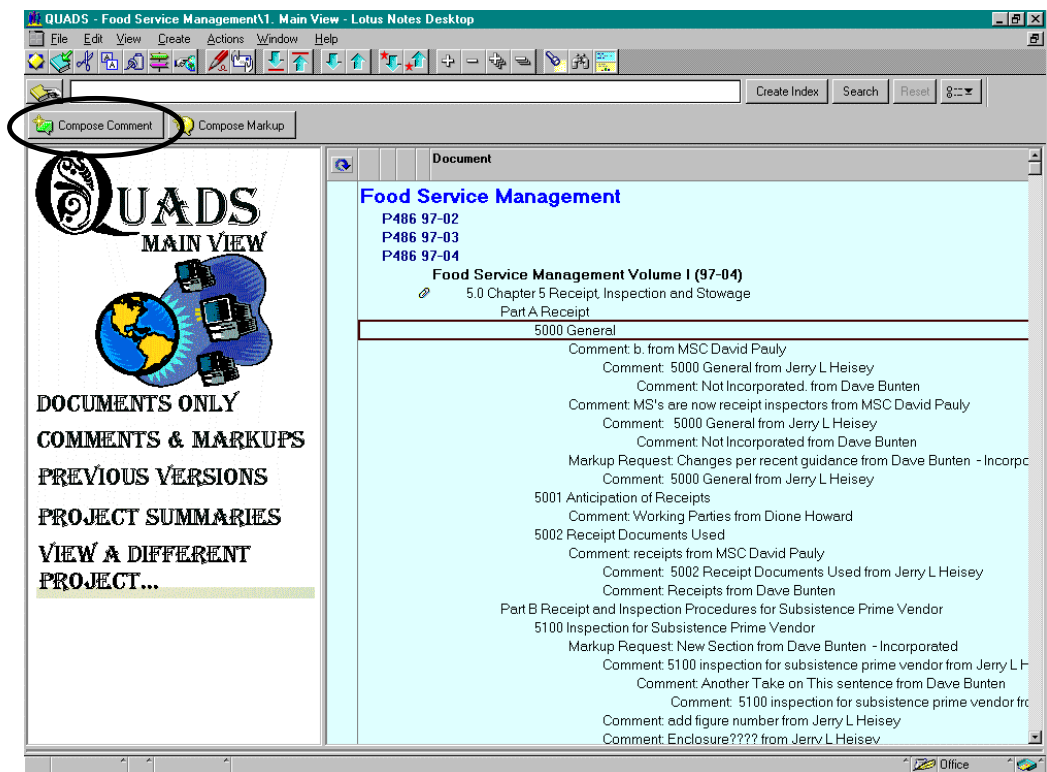 QUADS - Food Service Management\1. Main View - Lotus Notes Desktop
File Edit View Create Actions Window Help
Create Index Search Reset
Compose Comment Compose Markup
QUADS
MAIN VIEW
DOCUMENTS ONLY
COMMENTS & MARKUPS
PREVIOUS VERSIONS
PROJECT SUMMARIES
VIEW A DIFFERENT
PROJECT...
Document
Food Service Management
P486 97-02
P486 97-03
P486 97-04
Food Service Management Volume I (97-04)
5.0 Chapter 5 Receipt, Inspection and Stowage
Part A Receipt
5000 General
Comment: b. from MSC David Pauly
Comment: 5000 General from Jerry L Heisey
Comment: Not Incorporated. from Dave Bunten
Comment: MS's are now receipt inspectors from MSC David Pauly
Comment: 5000 General from Jerry L Heisey
Comment: Not Incorporated from Dave Bunten
Markup Request: Changes per recent guidance from Dave Bunten - Incorpc
Comment: 5000 General from Jerry L Heisey
5001 Anticipation of Receipts
Comment: Working Parties from Dione Howard
5002 Receipt Documents Used
Comment: receipts from MSC David Pauly
Comment: 5002 Receipt Documents Used from Jerry L Heisey
Comment: Receipts from Dave Bunten
Part B Receipt and Inspection Procedures for Subsistence Prime Vendor
5100 Inspection for Subsistence Prime Vendor
Markup Request: New Section from Dave Bunten - Incorporated
Comment: 5100 inspection for subsistence prime vendor from Jerry L H
Comment: Another Take on This sentence from Dave Bunten
Comment: 5100 inspection for subsistence prime vendor frc
Comment: add figure number from Jerry L Heisey
Comment: Enclosure???? from Jerry L Heisey
Office